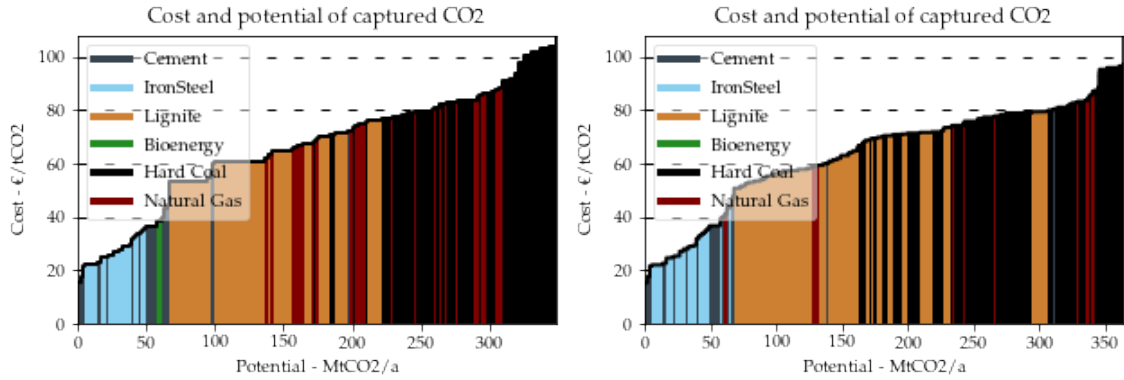 Cost and potential of captured CO2
Cost - €/tCO2
100
80
60
40
20
0
Cement
IronSteel
Lignite
Bioenergy
Hard Coal
Natural Gas
0 50 100 150 200 250 300
Potential - MtCO2/a
Cost and potential of captured CO2
Cost - €/tCO2
100
80
60
40
20
0
Cement
IronSteel
Lignite
Bioenergy
Hard Coal
Natural Gas
0 50 100 150 200 250 300 350
Potential - MtCO2/a